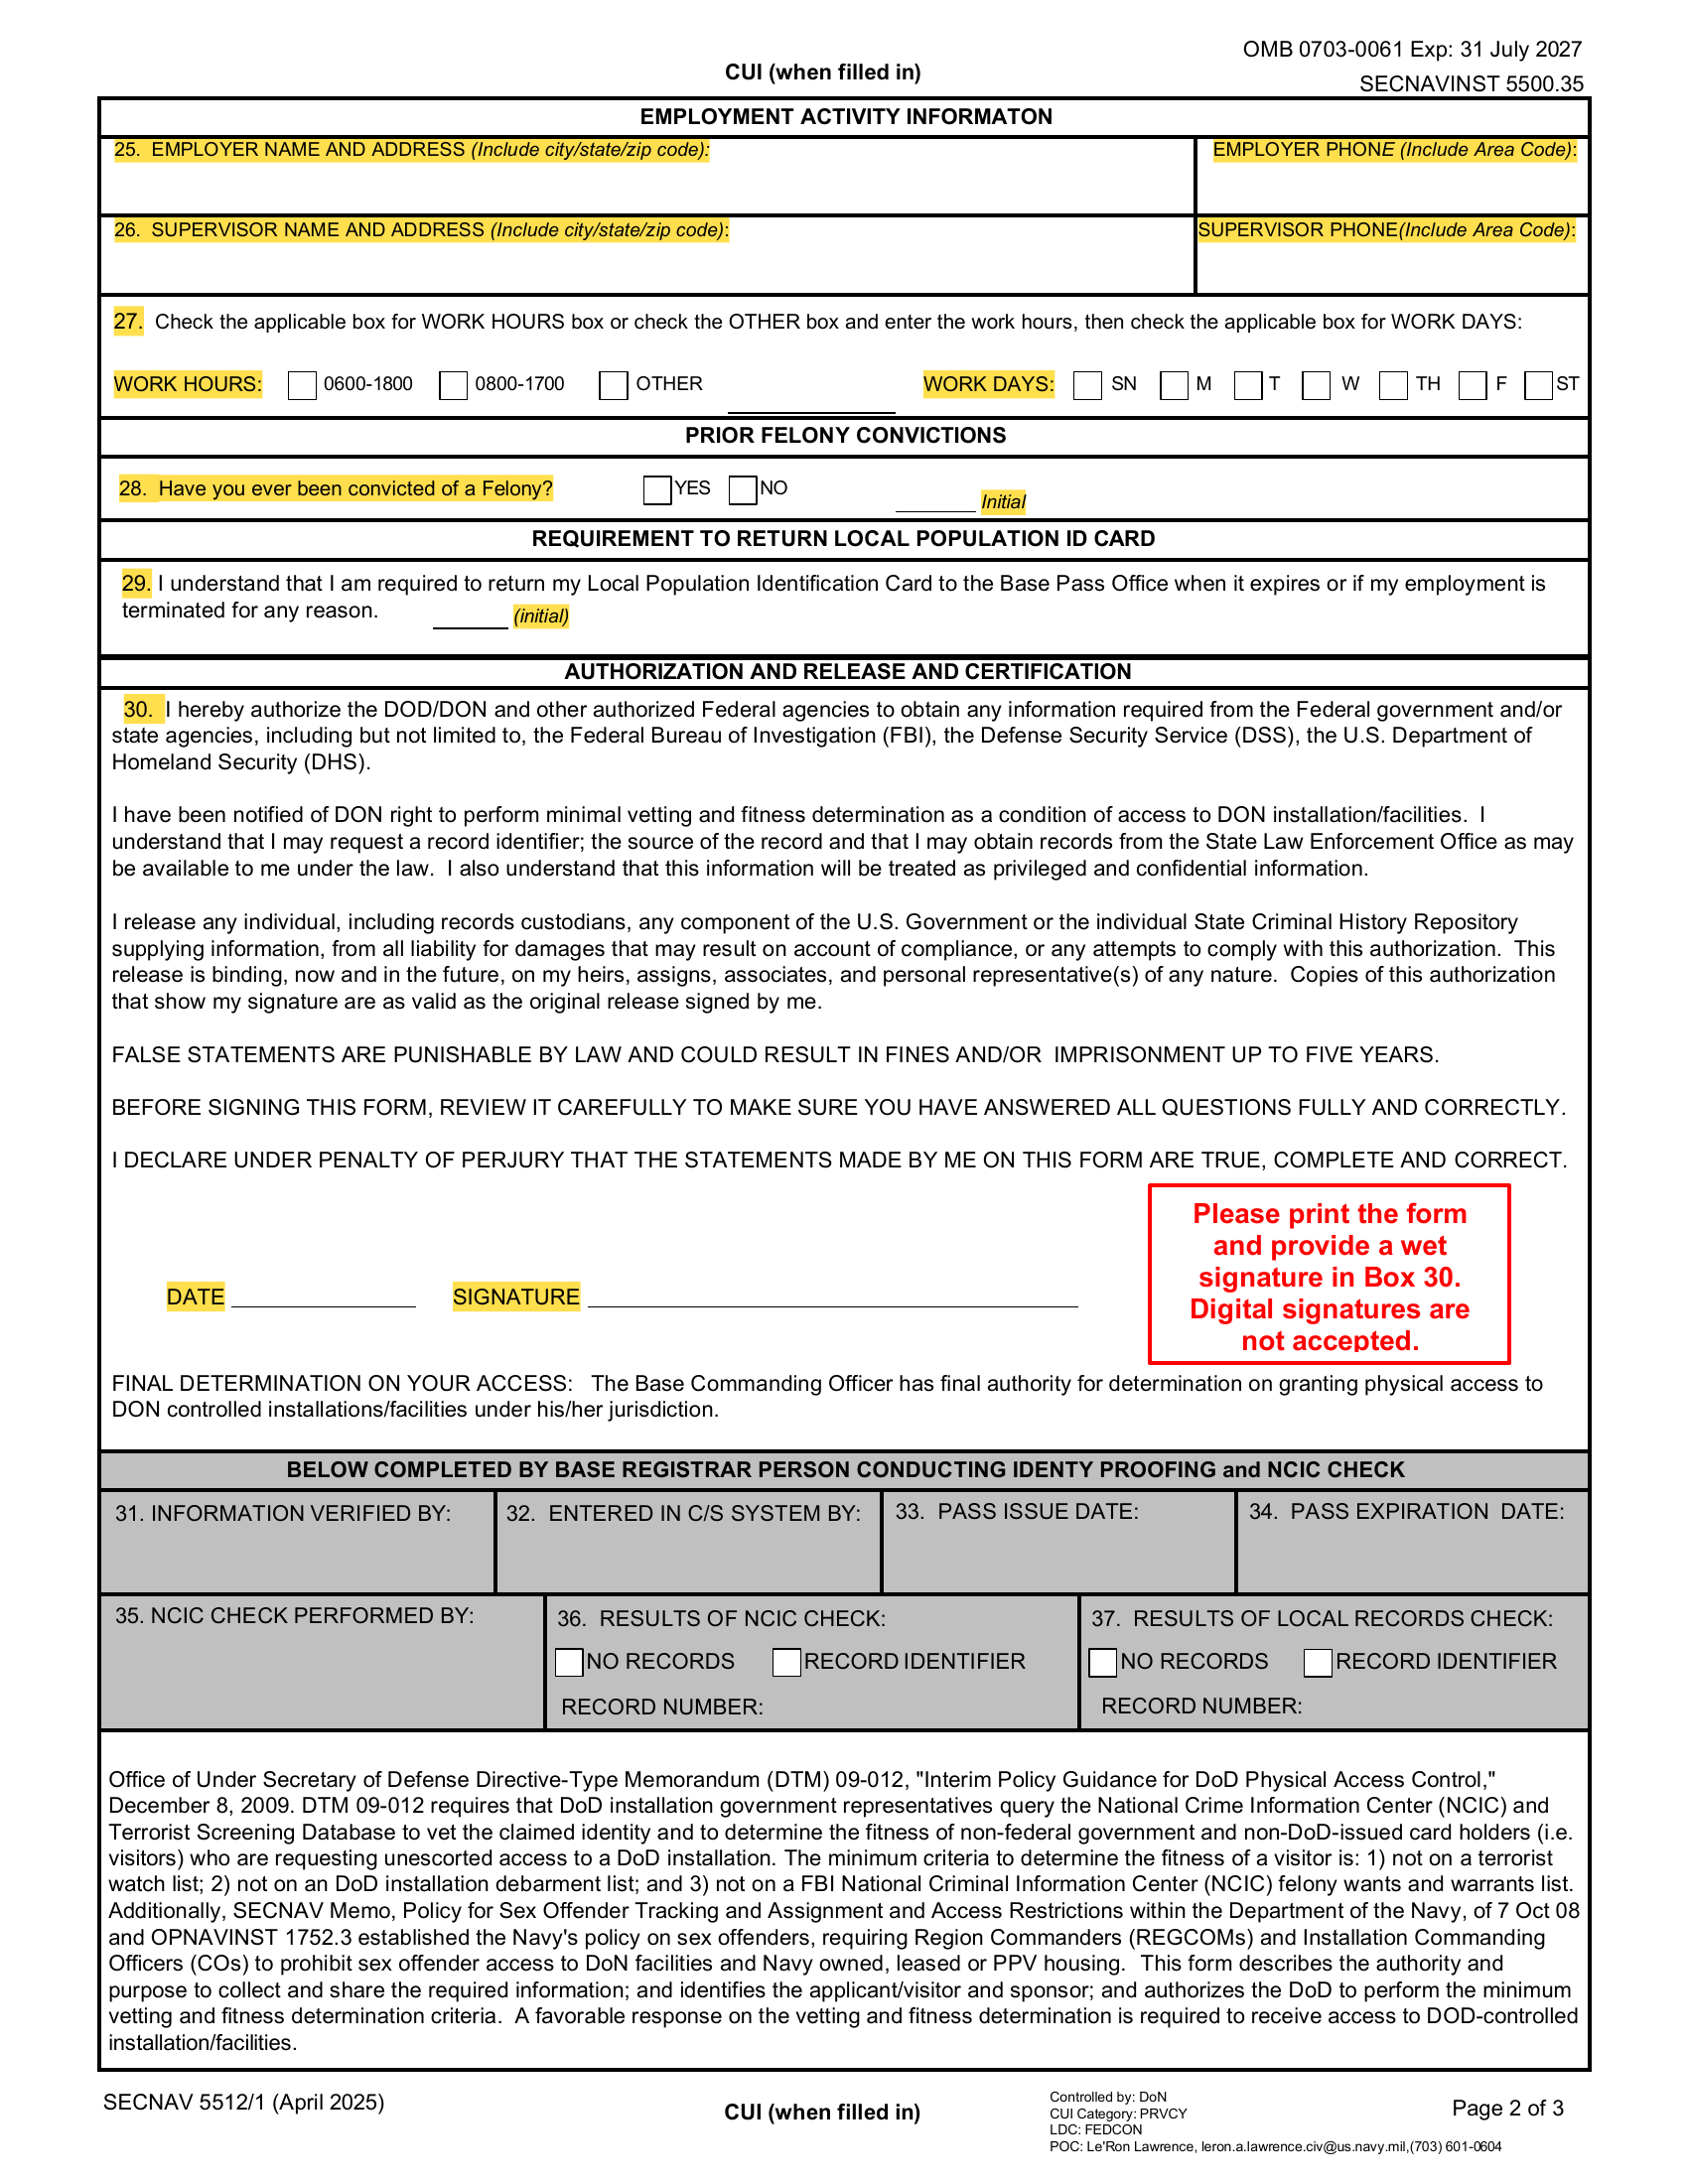 OMB 0703-0061 Exp: 31 July 2027
CUI (when filled in)
SECNAVINST 5500.35
EMPLOYMENT ACTIVITY INFORMATON
25. EMPLOYER NAME AND ADDRESS (Include city/state/zip code):
EMPLOYER PHONE (Include Area Code):
26. SUPERVISOR NAME AND ADDRESS (Include city/state/zip code):
SUPERVISOR PHONE(Include Area Code):
27. Check the applicable box for WORK HOURS box or check the OTHER box and enter the work hours, then check the applicable box for WORK DAYS:
WORK HOURS: 0600-1800 0800-1700 OTHER WORK DAYS: SN M T W TH F ST
PRIOR FELONY CONVICTIONS
28. Have you ever been convicted of a Felony? YES NO Initial
REQUIREMENT TO RETURN LOCAL POPULATION ID CARD
29. I understand that I am required to return my Local Population Identification Card to the Base Pass Office when it expires or if my employment is
terminated for any reason. (initial)
AUTHORIZATION AND RELEASE AND CERTIFICATION
30. I hereby authorize the DOD/DON and other authorized Federal agencies to obtain any information required from the Federal government and/or
state agencies, including but not limited to, the Federal Bureau of Investigation (FBI), the Defense Security Service (DSS), the U.S. Department of
Homeland Security (DHS).
I have been notified of DON right to perform minimal vetting and fitness determination as a condition of access to DON installation/facilities. I
understand that I may request a record identifier; the source of the record and that I may obtain records from the State Law Enforcement Office as may
be available to me under the law. I also understand that this information will be treated as privileged and confidential information.
I release any individual, including records custodians, any component of the U.S. Government or the individual State Criminal History Repository
supplying information, from all liability for damages that may result on account of compliance, or any attempts to comply with this authorization. This
release is binding, now and in the future, on my heirs, assigns, associates, and personal representative(s) of any nature. Copies of this authorization
that show my signature are as valid as the original release signed by me.
FALSE STATEMENTS ARE PUNISHABLE BY LAW AND COULD RESULT IN FINES AND/OR IMPRISONMENT UP TO FIVE YEARS.
BEFORE SIGNING THIS FORM, REVIEW IT CAREFULLY TO MAKE SURE YOU HAVE ANSWERED ALL QUESTIONS FULLY AND CORRECTLY.
I DECLARE UNDER PENALTY OF PERJURY THAT THE STATEMENTS MADE BY ME ON THIS FORM ARE TRUE, COMPLETE AND CORRECT.
Please print the form
and provide a wet
signature in Box 30.
Digital signatures are
not accepted.
DATE SIGNATURE
FINAL DETERMINATION ON YOUR ACCESS: The Base Commanding Officer has final authority for determination on granting physical access to
DON controlled installations/facilities under his/her jurisdiction.
BELOW COMPLETED BY BASE REGISTRAR PERSON CONDUCTING IDENTY PROOFING and NCIC CHECK
31. INFORMATION VERIFIED BY:
32. ENTERED IN C/S SYSTEM BY:
33. PASS ISSUE DATE:
34. PASS EXPIRATION DATE:
35. NCIC CHECK PERFORMED BY:
36. RESULTS OF NCIC CHECK:
NO RECORDS RECORD IDENTIFIER
RECORD NUMBER:
37. RESULTS OF LOCAL RECORDS CHECK:
NO RECORDS RECORD IDENTIFIER
RECORD NUMBER:
Office of Under Secretary of Defense Directive-Type Memorandum (DTM) 09-012, "Interim Policy Guidance for DoD Physical Access Control,"
December 8, 2009. DTM 09-012 requires that DoD installation government representatives query the National Crime Information Center (NCIC) and
Terrorist Screening Database to vet the claimed identity and to determine the fitness of non-federal government and non-DoD-issued card holders (i.e.
visitors) who are requesting unescorted access to a DoD installation. The minimum criteria to determine the fitness of a visitor is: 1) not on a terrorist
watch list; 2) not on an DoD installation debarment list; and 3) not on a FBI National Criminal Information Center (NCIC) felony wants and warrants list.
Additionally, SECNAV Memo, Policy for Sex Offender Tracking and Assignment and Access Restrictions within the Department of the Navy, of 7 Oct 08
and OPNAVINST 1752.3 established the Navy's policy on sex offenders, requiring Region Commanders (REGCOMs) and Installation Commanding
Officers (COs) to prohibit sex offender access to DoN facilities and Navy owned, leased or PPV housing. This form describes the authority and
purpose to collect and share the required information; and identifies the applicant/visitor and sponsor; and authorizes the DoD to perform the minimum
vetting and fitness determination criteria. A favorable response on the vetting and fitness determination is required to receive access to DOD-controlled
installation/facilities.
SECNAV 5512/1 (April 2025)
CUI (when filled in)
Controlled by: DoN
CUI Category: PRVCY
LDC: FEDCON
POC: Le'Ron Lawrence, leron.a.lawrence.civ@us.navy.mil,(703) 601-0604
Page 2 of 3